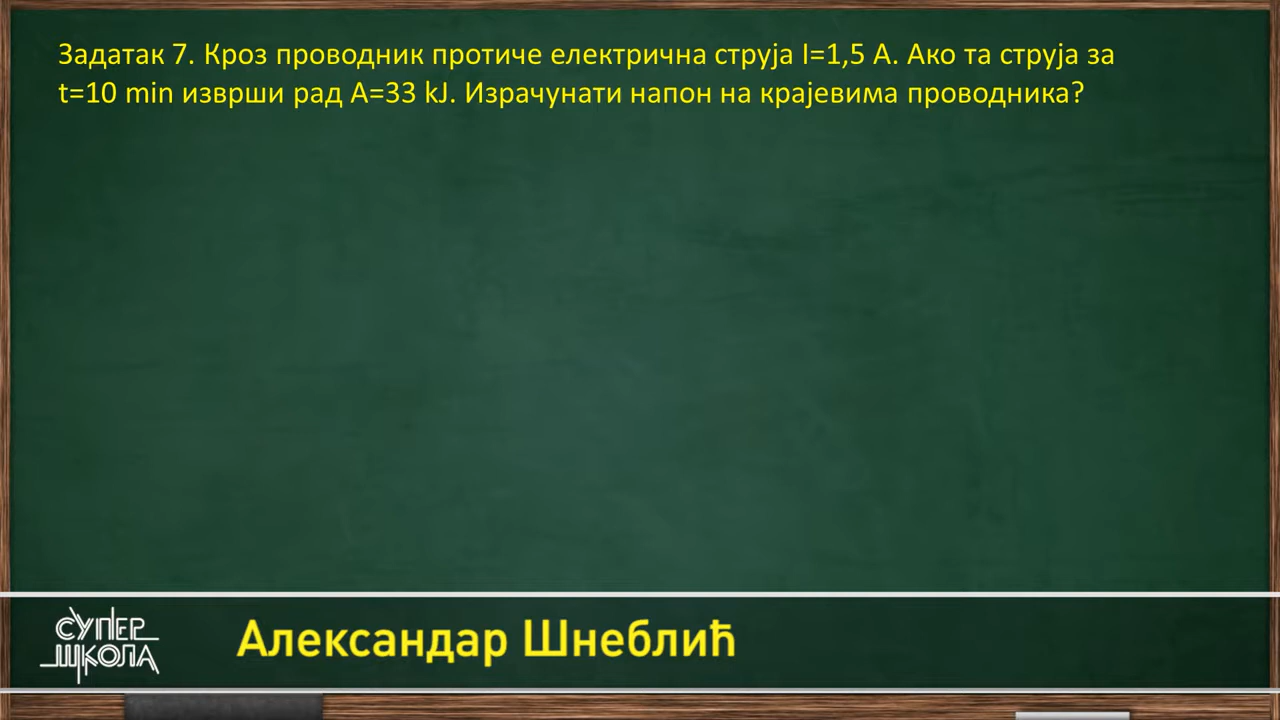 Задатак 7. Кроз проводник протиче електрична струја I=1,5 A. Ако та струја за
t=10 min изврши рад A=33 kJ. Израчунати напон на крајевима проводника?
СУПЕР
ШКОЛА
Александар Шнеблић